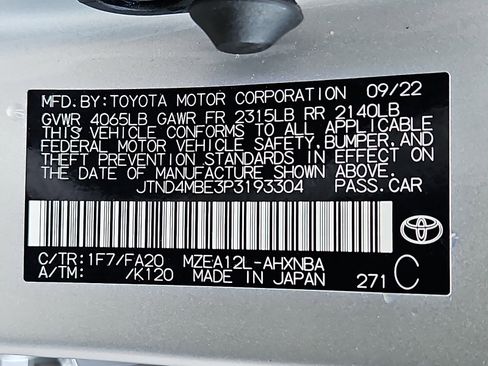 MFD.BY:TOYOTA MOTOR CORPORATION 09/22
GVWR 4065LB GAWR FR 2315LB RR 2140LB
THIS VEHICLE CONFORMS TO ALL APPLICABLE
FEDERAL MOTOR VEHICLE SAFETY,BUMPER,AND
THEFT PREVENTION STANDARDS IN EFFECT ON
THE DATE OF MANUFACTURE SHOWN ABOVE.
JTND4MBE3P3193304 PASS.CAR
C/TR:1F7/FA20 MZEA12L-AHXNBA
A/TM: /K120 MADE IN JAPAN 271 C